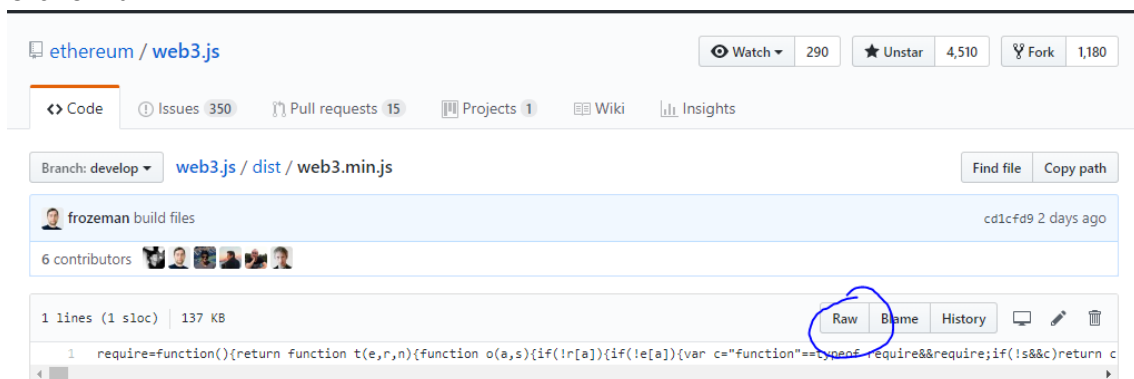 ethereum / web3.js Watch 290 Unstar 4,510 Fork 1,180
<> Code Issues 350 Pull requests 15 Projects 1 Wiki Insights
Branch: develop web3.js / dist / web3.min.js Find file Copy path
frozeman build files cd1cfd9 2 days ago
6 contributors
1 lines (1 sloc) 137 KB Raw Blame History
1 require=function(){return function t(e,r,n){function o(a,s){if(!r[a]){if(!e[a]){var c="function"==typeof require&&require;if(!s&&c)return c